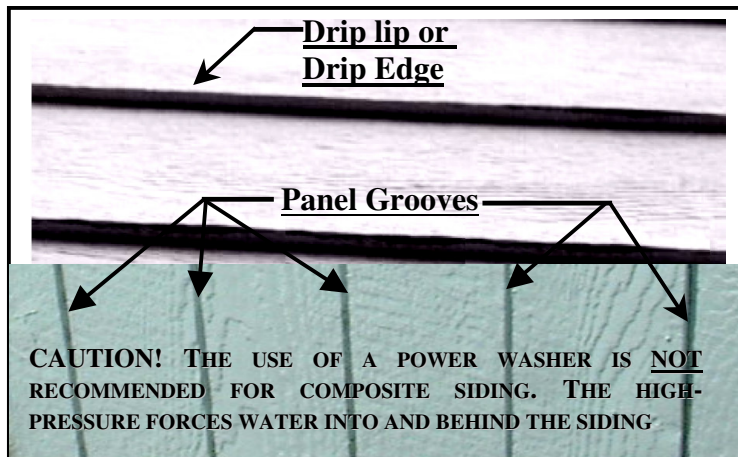 Drip lip or
Drip Edge
Panel Grooves
CAUTION! THE USE OF A POWER WASHER IS NOT
RECOMMENDED FOR COMPOSITE SIDING. THE HIGH-
PRESSURE FORCES WATER INTO AND BEHIND THE SIDING